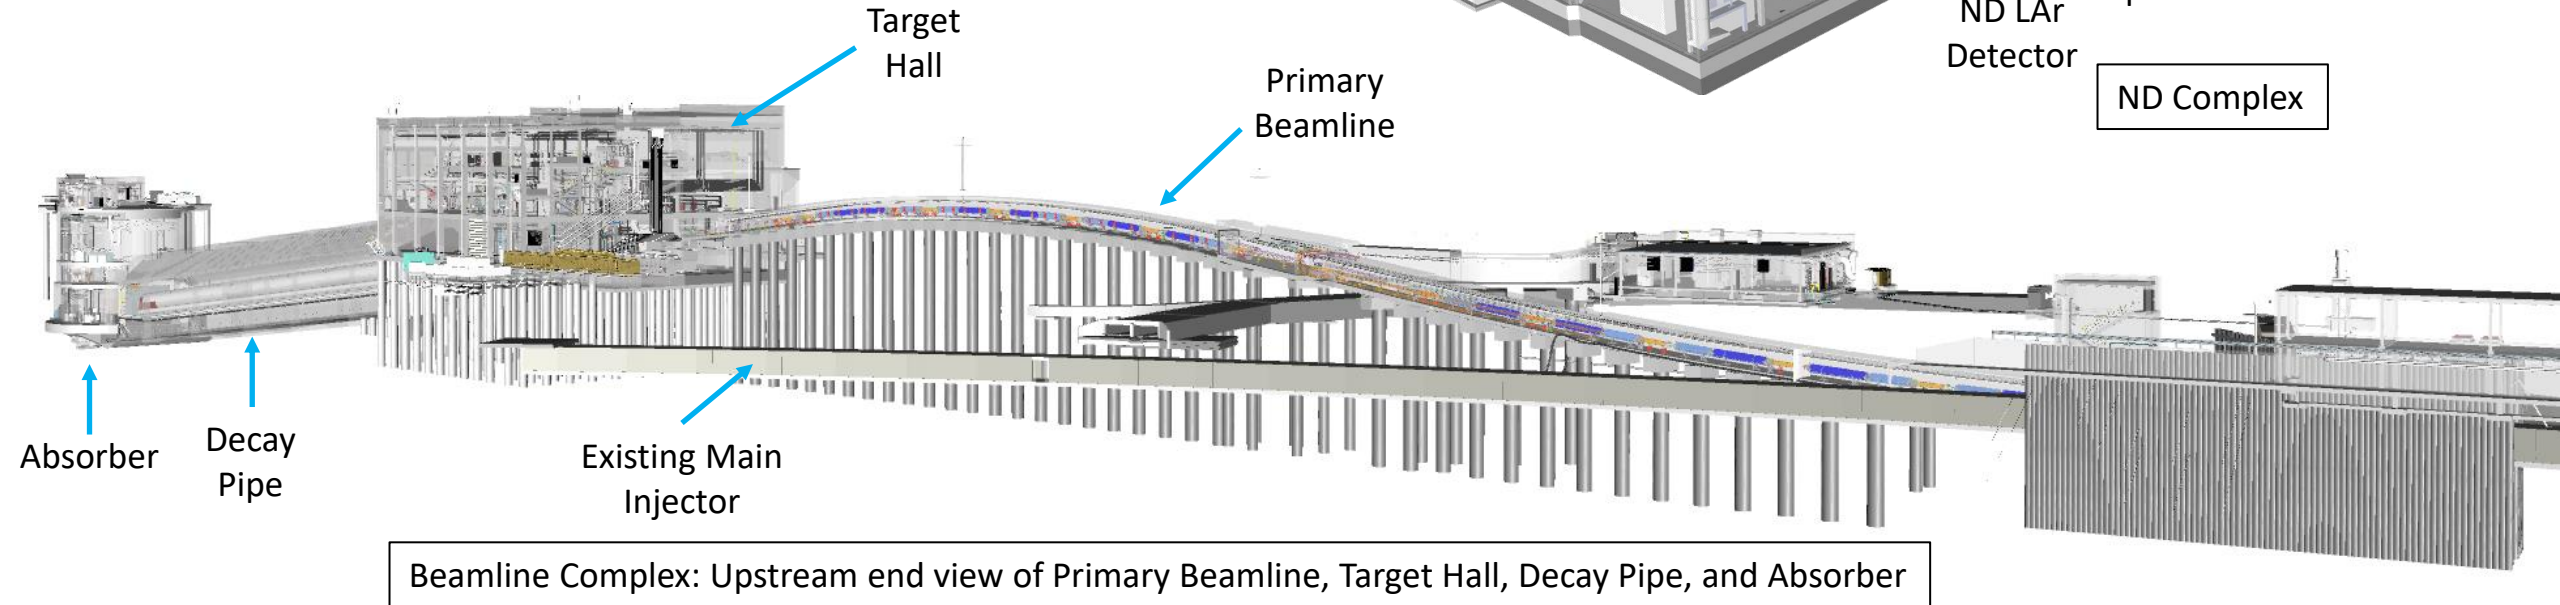 Target
Hall
ND LAr
Detector
Primary
Beamline
ND Complex
Absorber
Decay
Pipe
Existing Main
Injector
Beamline Complex: Upstream end view of Primary Beamline, Target Hall, Decay Pipe, and Absorber